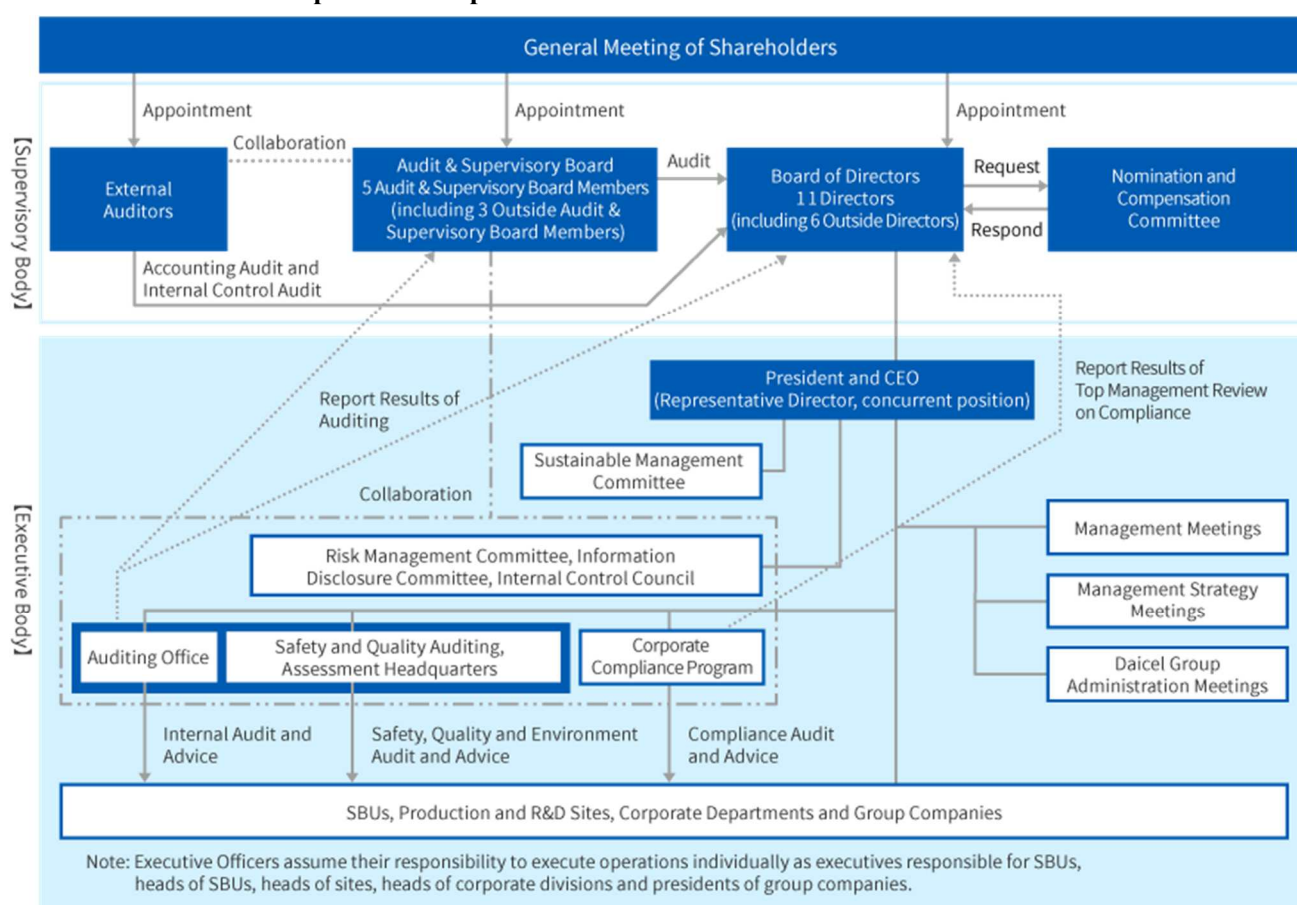 General Meeting of Shareholders
Appointment
Appointment
Appointment
【Supervisory Body】
Collaboration
External
Auditors
Audit & Supervisory Board
5 Audit & Supervisory Board Members
(including 3 Outside Audit &
Supervisory Board Members)
Audit
Board of Directors
11 Directors
(including 6 Outside Directors)
Request
Respond
Nomination and
Compensation
Committee
Accounting Audit and
Internal Control Audit
【Executive Body】
President and CEO
(Representative Director, concurrent position)
Report Results of
Top Management Review
on Compliance
Report Results of
Auditing
Sustainable Management
Committee
Collaboration
Management Meetings
Risk Management Committee, Information
Disclosure Committee, Internal Control Council
Management Strategy
Meetings
Auditing Office
Safety and Quality Auditing,
Assessment Headquarters
Corporate
Compliance Program
Daicel Group
Administration Meetings
Internal Audit and
Advice
Safety, Quality and Environment
Audit and Advice
Compliance Audit
and Advice
SBUs, Production and R&D Sites, Corporate Departments and Group Companies
Note: Executive Officers assume their responsibility to execute operations individually as executives responsible for SBUs,
heads of SBUs, heads of sites, heads of corporate divisions and presidents of group companies.